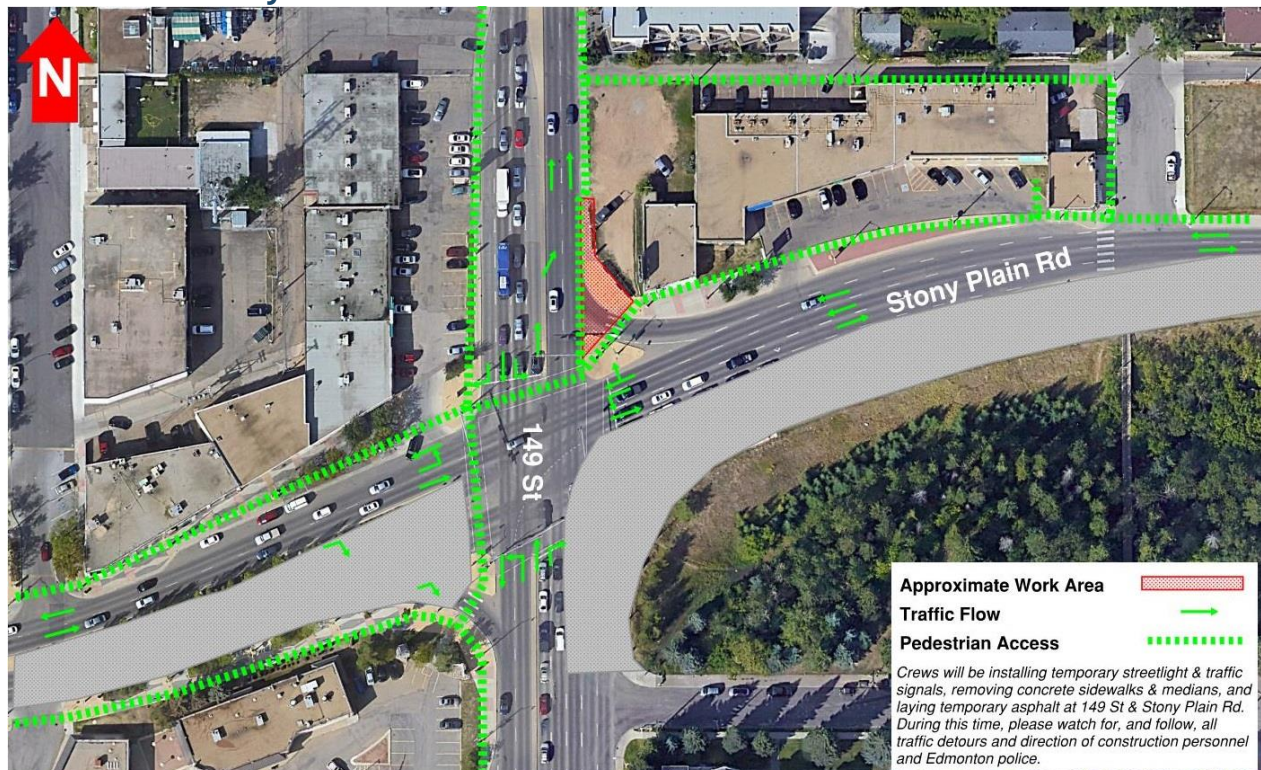 N
Stony Plain Rd
149 St
Approximate Work Area
Traffic Flow
Pedestrian Access
Crews will be installing temporary streetlight & traffic
signals, removing concrete sidewalks & medians, and
laying temporary asphalt at 149 St & Stony Plain Rd.
During this time, please watch for, and follow, all
traffic detours and direction of construction personnel
and Edmonton police.